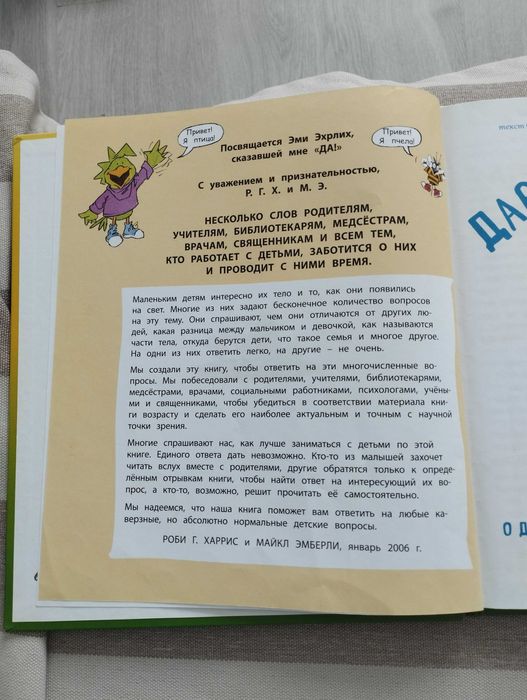 Привет!
Я птица!
Посвящается Эми Эхрлих,
сказавшей мне «ДА!»
Привет!
Я пчела!
С уважением и признательностью,
Р. Г. Х. и М. Э.
НЕСКОЛЬКО СЛОВ РОДИТЕЛЯМ,
УЧИТЕЛЯМ, БИБЛИОТЕКАРЯМ, МЕДСЁСТРАМ,
ВРАЧАМ, СВЯЩЕННИКАМ И ВСЕМ ТЕМ,
КТО РАБОТАЕТ С ДЕТЬМИ, ЗАБОТИТСЯ О НИХ
И ПРОВОДИТ С НИМИ ВРЕМЯ.
Маленьким детям интересно их тело и то, как они появились
на свет. Многие из них задают бесконечное количество вопросов
на эту тему. Они спрашивают, чем они отличаются от других лю-
дей, какая разница между мальчиком и девочкой, как называются
части тела, откуда берутся дети, что такое семья и многое другое.
На одни из них ответить легко, на другие – не очень.
Мы создали эту книгу, чтобы ответить на эти многочисленные во-
просы. Мы побеседовали с родителями, учителями, библиотекарями,
медсёстрами, врачами, социальными работниками, психологами, учёны-
ми и священниками, чтобы убедиться в соответствии материала кни-
ги возрасту и сделать его наиболее актуальным и точным с научной
точки зрения.
Многие спрашивают нас, как лучше заниматься с детьми по этой
книге. Единого ответа дать невозможно. Кто-то из малышей захочет
читать вслух вместе с родителями, другие обратятся только к опреде-
лённым отрывкам книги, чтобы найти ответ на интересующий их во-
прос, а кто-то, возможно, решит прочитать её самостоятельно.
Мы надеемся, что наша книга поможет вам ответить на любые ка-
верзные, но абсолютно нормальные детские вопросы.
РОБИ Г. ХАРРИС и МАЙКЛ ЭМБЕРЛИ, январь 2006 г.
текст
ДА
О Д